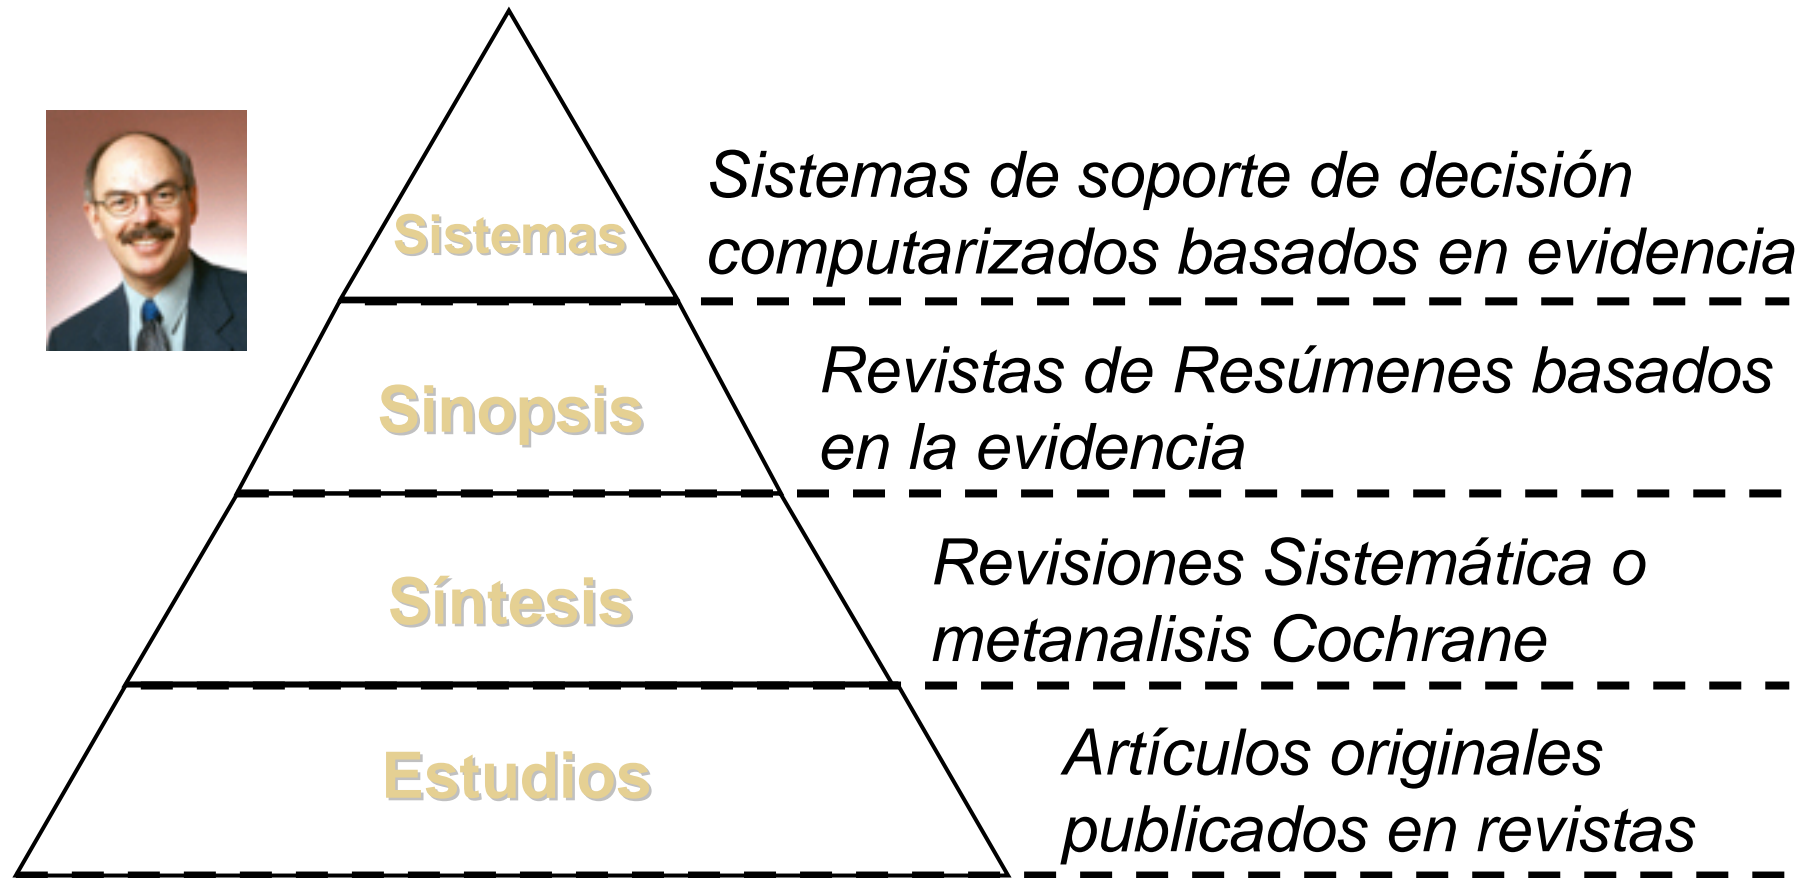 Sistemas
Sistemas de soporte de decisión
computarizados basados en evidencia
Sinopsis
Revistas de Resúmenes basados
en la evidencia
Síntesis
Revisiones Sistemática o
metanalisis Cochrane
Estudios
Artículos originales
publicados en revistas